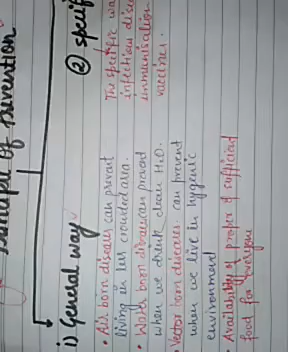 Principle of Prevention
i) General way
• Air born diseases can prevent
living in less crowded area.
• Water born diseases can prevent
when we drink clean H₂O.
Vector born diseases can prevent
when we live in hygenic
environment
Availability of proper & sufficient
food for everyone
② specif
The specific wa
infectious dise
immunisation
vaccines.